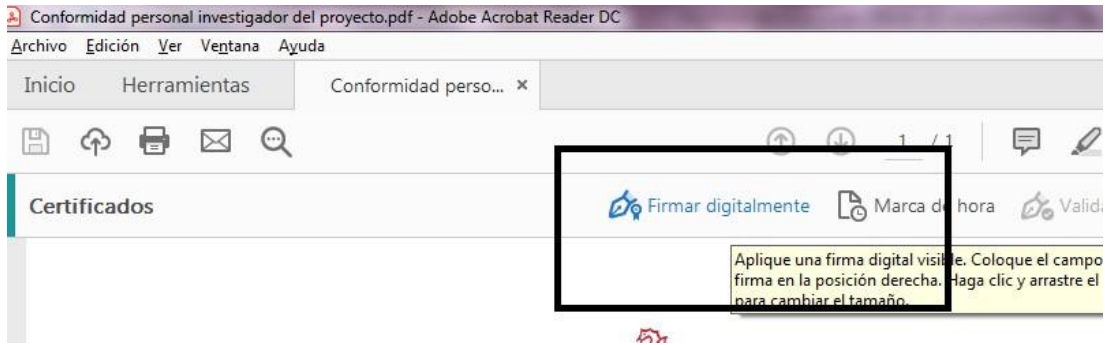 Conformidad personal investigador del proyecto.pdf - Adobe Acrobat Reader DC
Archivo Edición Ver Ventana Ayuda
Inicio Herramientas Conformidad perso... ×
1 / 1
Certificados Firmar digitalmente Marca de hora Valida
Aplique una firma digital visible. Coloque el campo
firma en la posición derecha. Haga clic y arrastre el
para cambiar el tamaño.